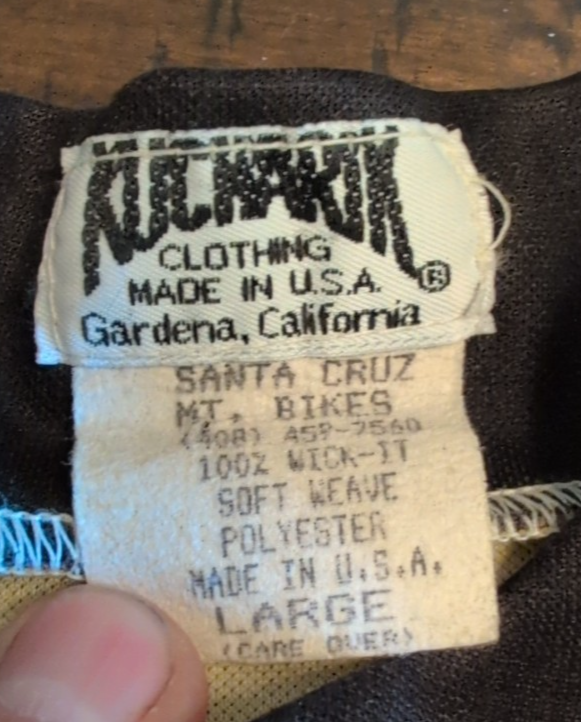 KUCHARIK
CLOTHING
MADE IN U.S.A.
®
Gardena, California
SANTA CRUZ
MT. BIKES
(408) 459-7560
100% WICK-IT
SOFT WEAVE
POLYESTER
MADE IN U.S.A.
LARGE
(CARE OVER)